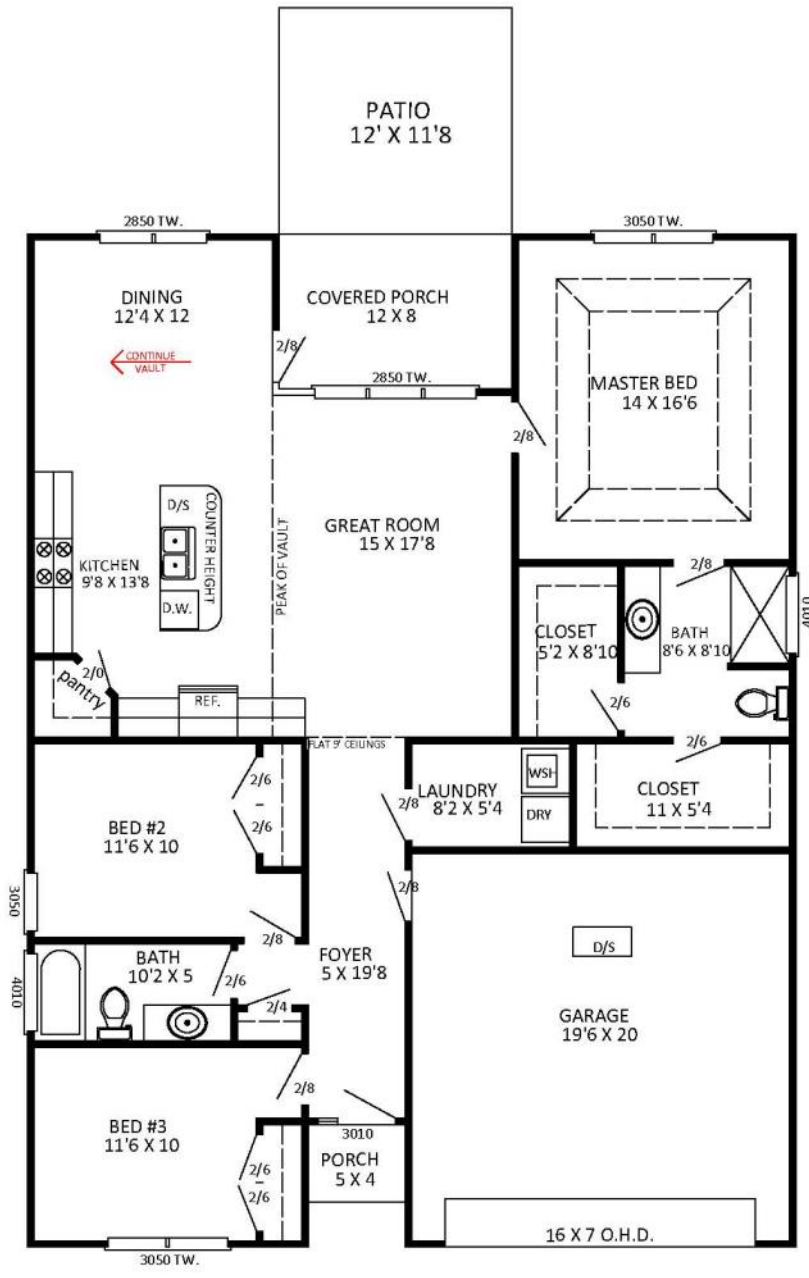 PATIO
12' X 11'8
2850 TW.
3050 TW.
DINING
12'4 X 12
COVERED PORCH
12 X 8
2/8
CONTINUE
VAULT
2850 TW.
MASTER BED
14 X 16'6
2/8
D/S
COUNTER HEIGHT
KITCHEN
9'8 X 13'8
D.W.
PEAK OF VAULT
GREAT ROOM
15 X 17'8
2/8
4010
CLOSET
5'2 X 8'10
BATH
8'6 X 8'10
2/0
pantry
REF.
2/6
2/6
FLAT 9' CEILINGS
2/6
2/6
BED #2
11'6 X 10
2/8
LAUNDRY
8'2 X 5'4
WSH
DRY
CLOSET
11 X 5'4
3050
2/8
2/8
D/S
4010
BATH
10'2 X 5
2/6
2/4
FOYER
5 X 19'8
GARAGE
19'6 X 20
2/8
BED #3
11'6 X 10
3010
PORCH
5 X 4
2/6
2/6
16 X 7 O.H.D.
3050 TW.